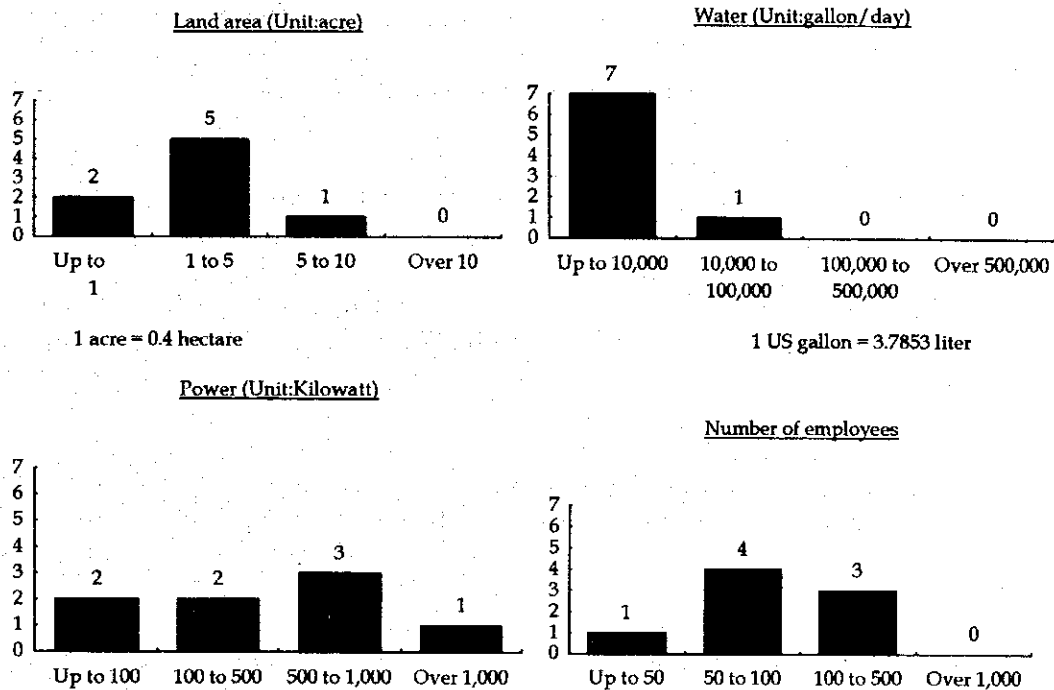 Land area (Unit:acre)
7
6
5
4
3
2
1
0
2
5
1
0
Up to
1
1 to 5
5 to 10
Over 10
1 acre = 0.4 hectare
Water (Unit:gallon/day)
7
6
5
4
3
2
1
0
7
1
0
0
Up to 10,000
10,000 to
100,000
100,000 to
500,000
Over 500,000
1 US gallon = 3.7853 liter
Power (Unit:Kilowatt)
7
6
5
4
3
2
1
0
2
2
3
1
Up to 100
100 to 500
500 to 1,000
Over 1,000
Number of employees
7
6
5
4
3
2
1
0
1
4
3
0
Up to 50
50 to 100
100 to 500
Over 1,000